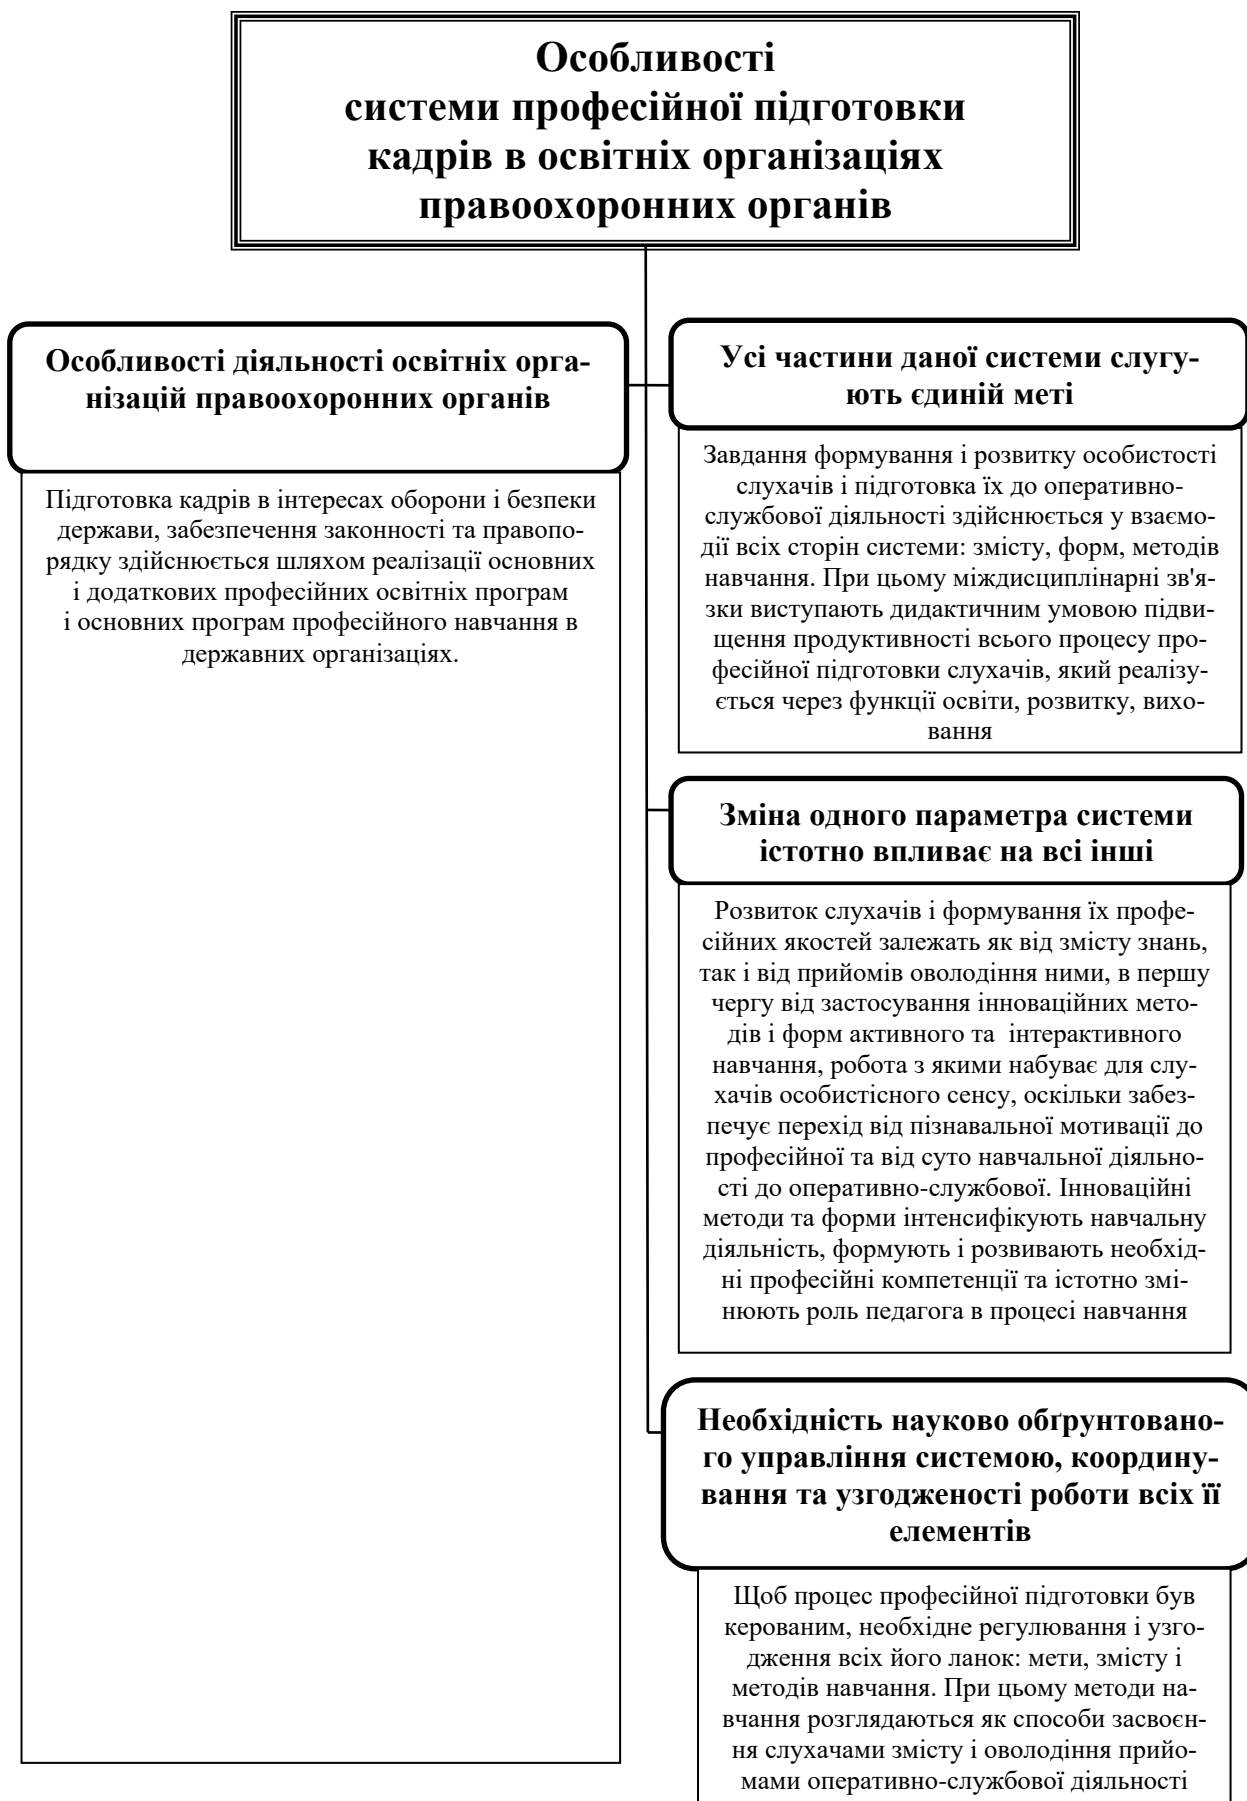 Особливості
системи професійної підготовки
кадрів в освітніх організаціях
правоохоронних органів
Особливості діяльності освітніх орга-
нізацій правоохоронних органів
Підготовка кадрів в інтересах оборони і безпеки
держави, забезпечення законності та правопо-
рядку здійснюється шляхом реалізації основних
і додаткових професійних освітніх програм
і основних програм професійного навчання в
державних організаціях.
Усі частини даної системи слугу-
ють єдиній меті
Завдання формування і розвитку особистості
слухачів і підготовка їх до оперативно-
службової діяльності здійснюється у взаємо-
дії всіх сторін системи: змісту, форм, методів
навчання. При цьому міждисциплінарні зв'я-
зки виступають дидактичним умовою підви-
щення продуктивності всього процесу про-
фесійної підготовки слухачів, який реалізу-
ється через функції освіти, розвитку, вихо-
вання
Зміна одного параметра системи
істотно впливає на всі інші
Розвиток слухачів і формування їх профе-
сійних якостей залежать як від змісту знань,
так і від прийомів оволодіння ними, в першу
чергу від застосування інноваційних мето-
дів і форм активного та інтерактивного
навчання, робота з якими набуває для слу-
хачів особистісного сенсу, оскільки забез-
печує перехід від пізнавальної мотивації до
професійної та від суто навчальної діяльно-
сті до оперативно-службової. Інноваційні
методи та форми інтенсифікують навчальну
діяльність, формують і розвивають необхід-
ні професійні компетенції та істотно змі-
нюють роль педагога в процесі навчання
Необхідність науково обґрунтовано-
го управління системою, координу-
вання та узгодженості роботи всіх її
елементів
Щоб процес професійної підготовки був
керованим, необхідне регулювання і узго-
дження всіх його ланок: мети, змісту і
методів навчання. При цьому методи на-
вчання розглядаються як способи засвоєн-
ня слухачами змісту і оволодіння прийо-
мами оперативно-службової діяльності